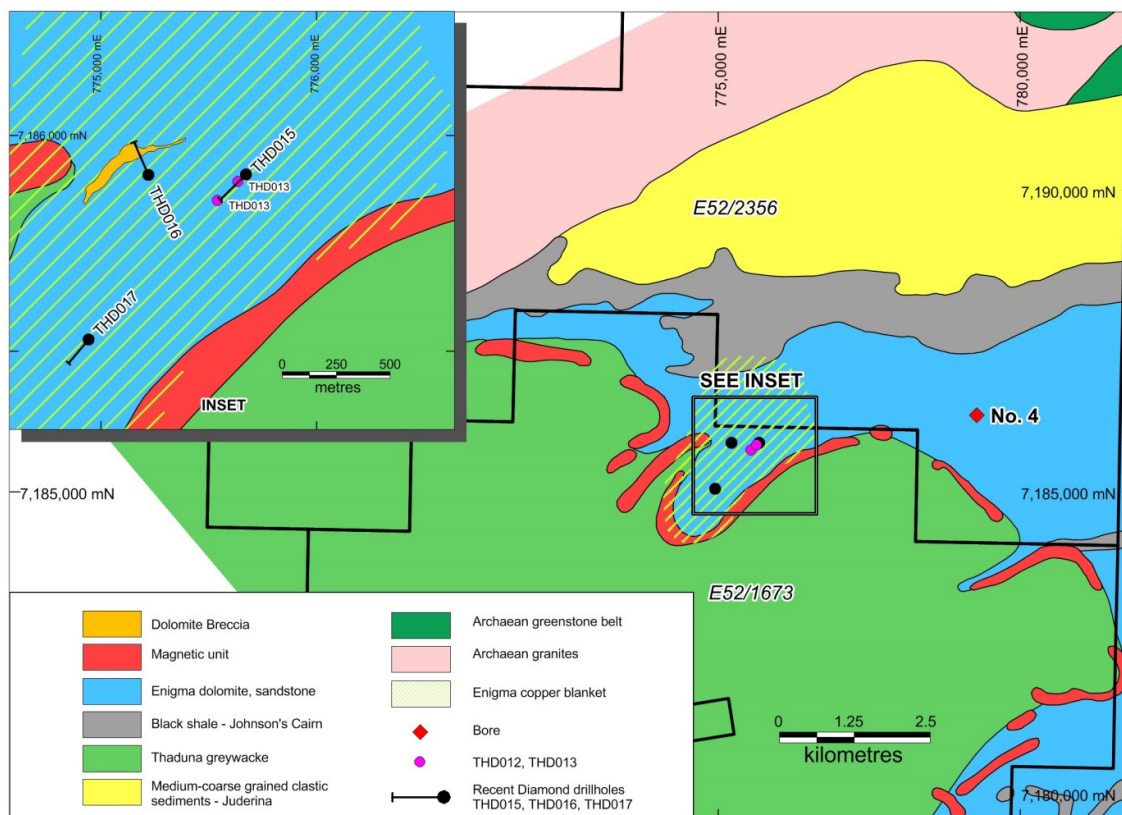 775,000 mE
776,000 mE
7,186,000 mN
THD015
THD013
THD013
THD016
THD017
0 250 500
metres
INSET
775,000 mE
780,000 mE
7,190,000 mN
E52/2356
SEE INSET
No. 4
7,185,000 mN
7,185,000 mN
E52/1673
0 1.25 2.5
kilometres
Dolomite Breccia
Magnetic unit
Enigma dolomite, sandstone
Black shale - Johnson's Cairn
Thaduna greywacke
Medium-coarse grained clastic
sediments - Juderina
Archaean greenstone belt
Archaean granites
Enigma copper blanket
Bore
THD012, THD013
Recent Diamond drillholes
THD015, THD016, THD017